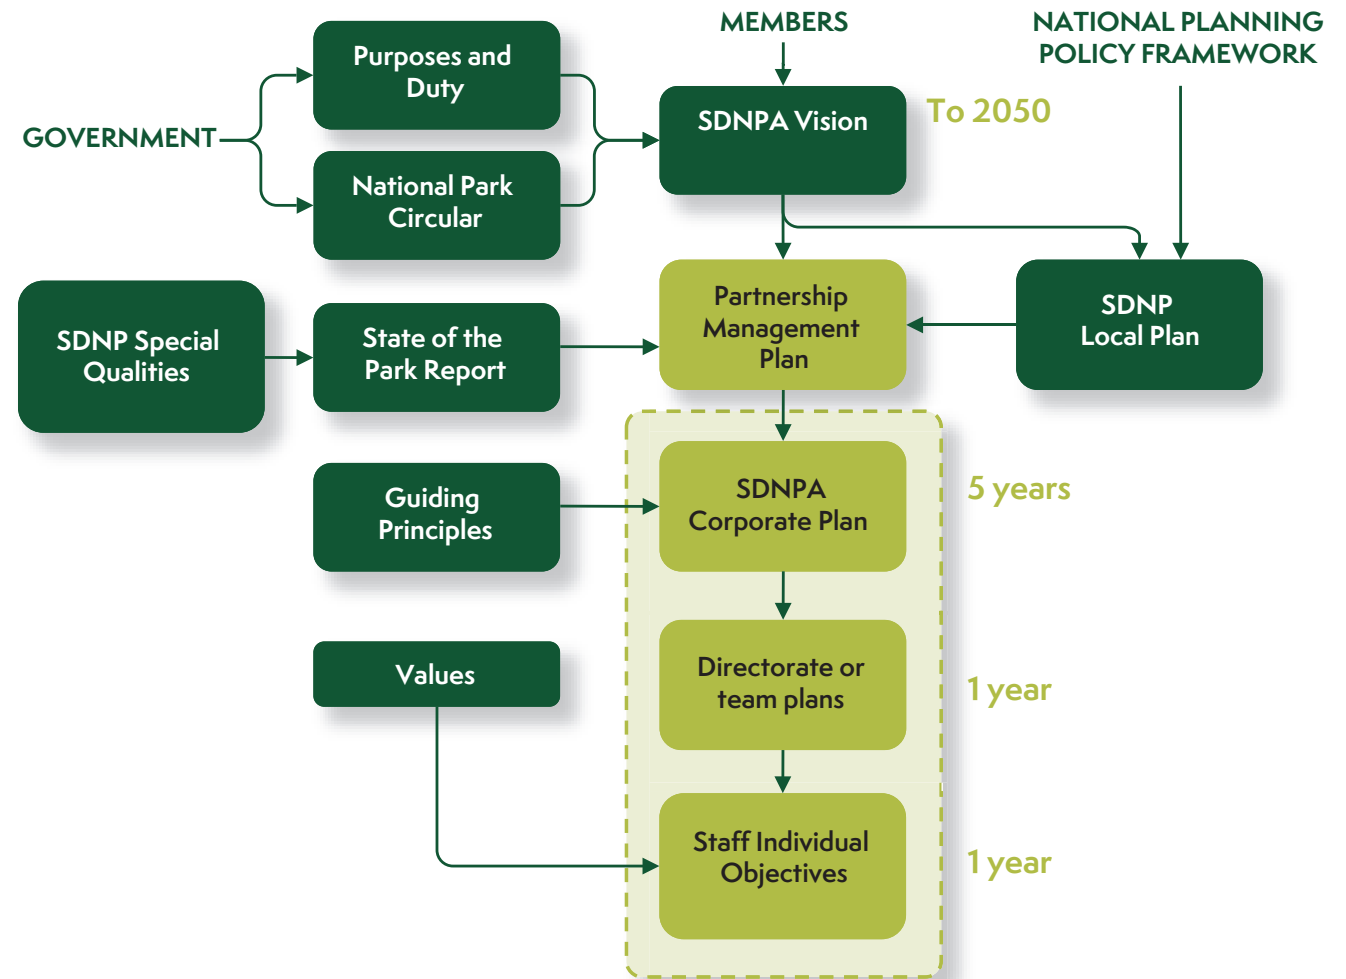 MEMBERS
NATIONAL PLANNING
POLICY FRAMEWORK
Purposes and
Duty
GOVERNMENT
SDNPA Vision
To 2050
National Park
Circular
SDNP Special
Qualities
State of the
Park Report
Partnership
Management
Plan
SDNP
Local Plan
Guiding
Principles
SDNPA
Corporate Plan
5 years
Values
Directorate or
team plans
1 year
Staff Individual
Objectives
1 year